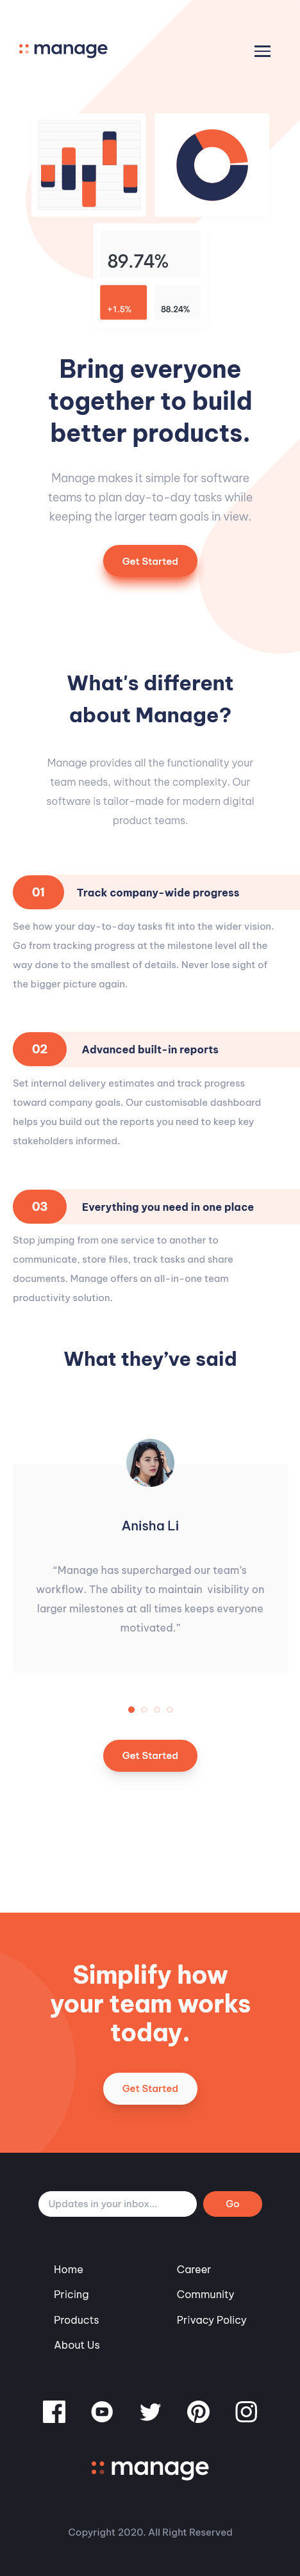 manage
89.74%
+1.5%
88.24%
Bring everyone
together to build
better products.
Manage makes it simple for software
teams to plan day-to-day tasks while
keeping the larger team goals in view.
Get Started
What's different
about Manage?
Manage provides all the functionality your
team needs, without the complexity. Our
software is tailor-made for modern digital
product teams.
01 Track company-wide progress
See how your day-to-day tasks fit into the wider vision.
Go from tracking progress at the milestone level all the
way done to the smallest of details. Never lose sight of
the bigger picture again.
02 Advanced built-in reports
Set internal delivery estimates and track progress
toward company goals. Our customisable dashboard
helps you build out the reports you need to keep key
stakeholders informed.
03 Everything you need in one place
Stop jumping from one service to another to
communicate, store files, track tasks and share
documents. Manage offers an all-in-one team
productivity solution.
What they’ve said
Anisha Li
“Manage has supercharged our team’s
workflow. The ability to maintain visibility on
larger milestones at all times keeps everyone
motivated.”
Get Started
Simplify how
your team works
today.
Get Started
Updates in your inbox...
Go
Home
Pricing
Products
About Us
Career
Community
Privacy Policy
manage
Copyright 2020. All Right Reserved